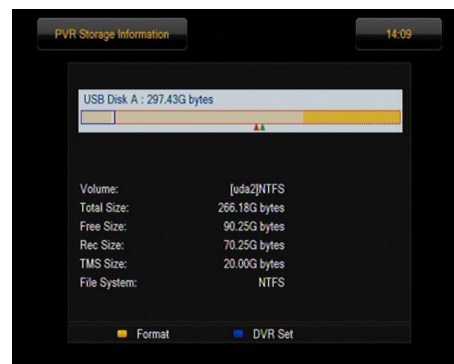 PVR Storage Information 14:09
USB Disk A : 297.43G bytes
Volume: [uda2]NTFS
Total Size: 266.18G bytes
Free Size: 90.25G bytes
Rec Size: 70.25G bytes
TMS Size: 20.00G bytes
File System: NTFS
Format DVR Set